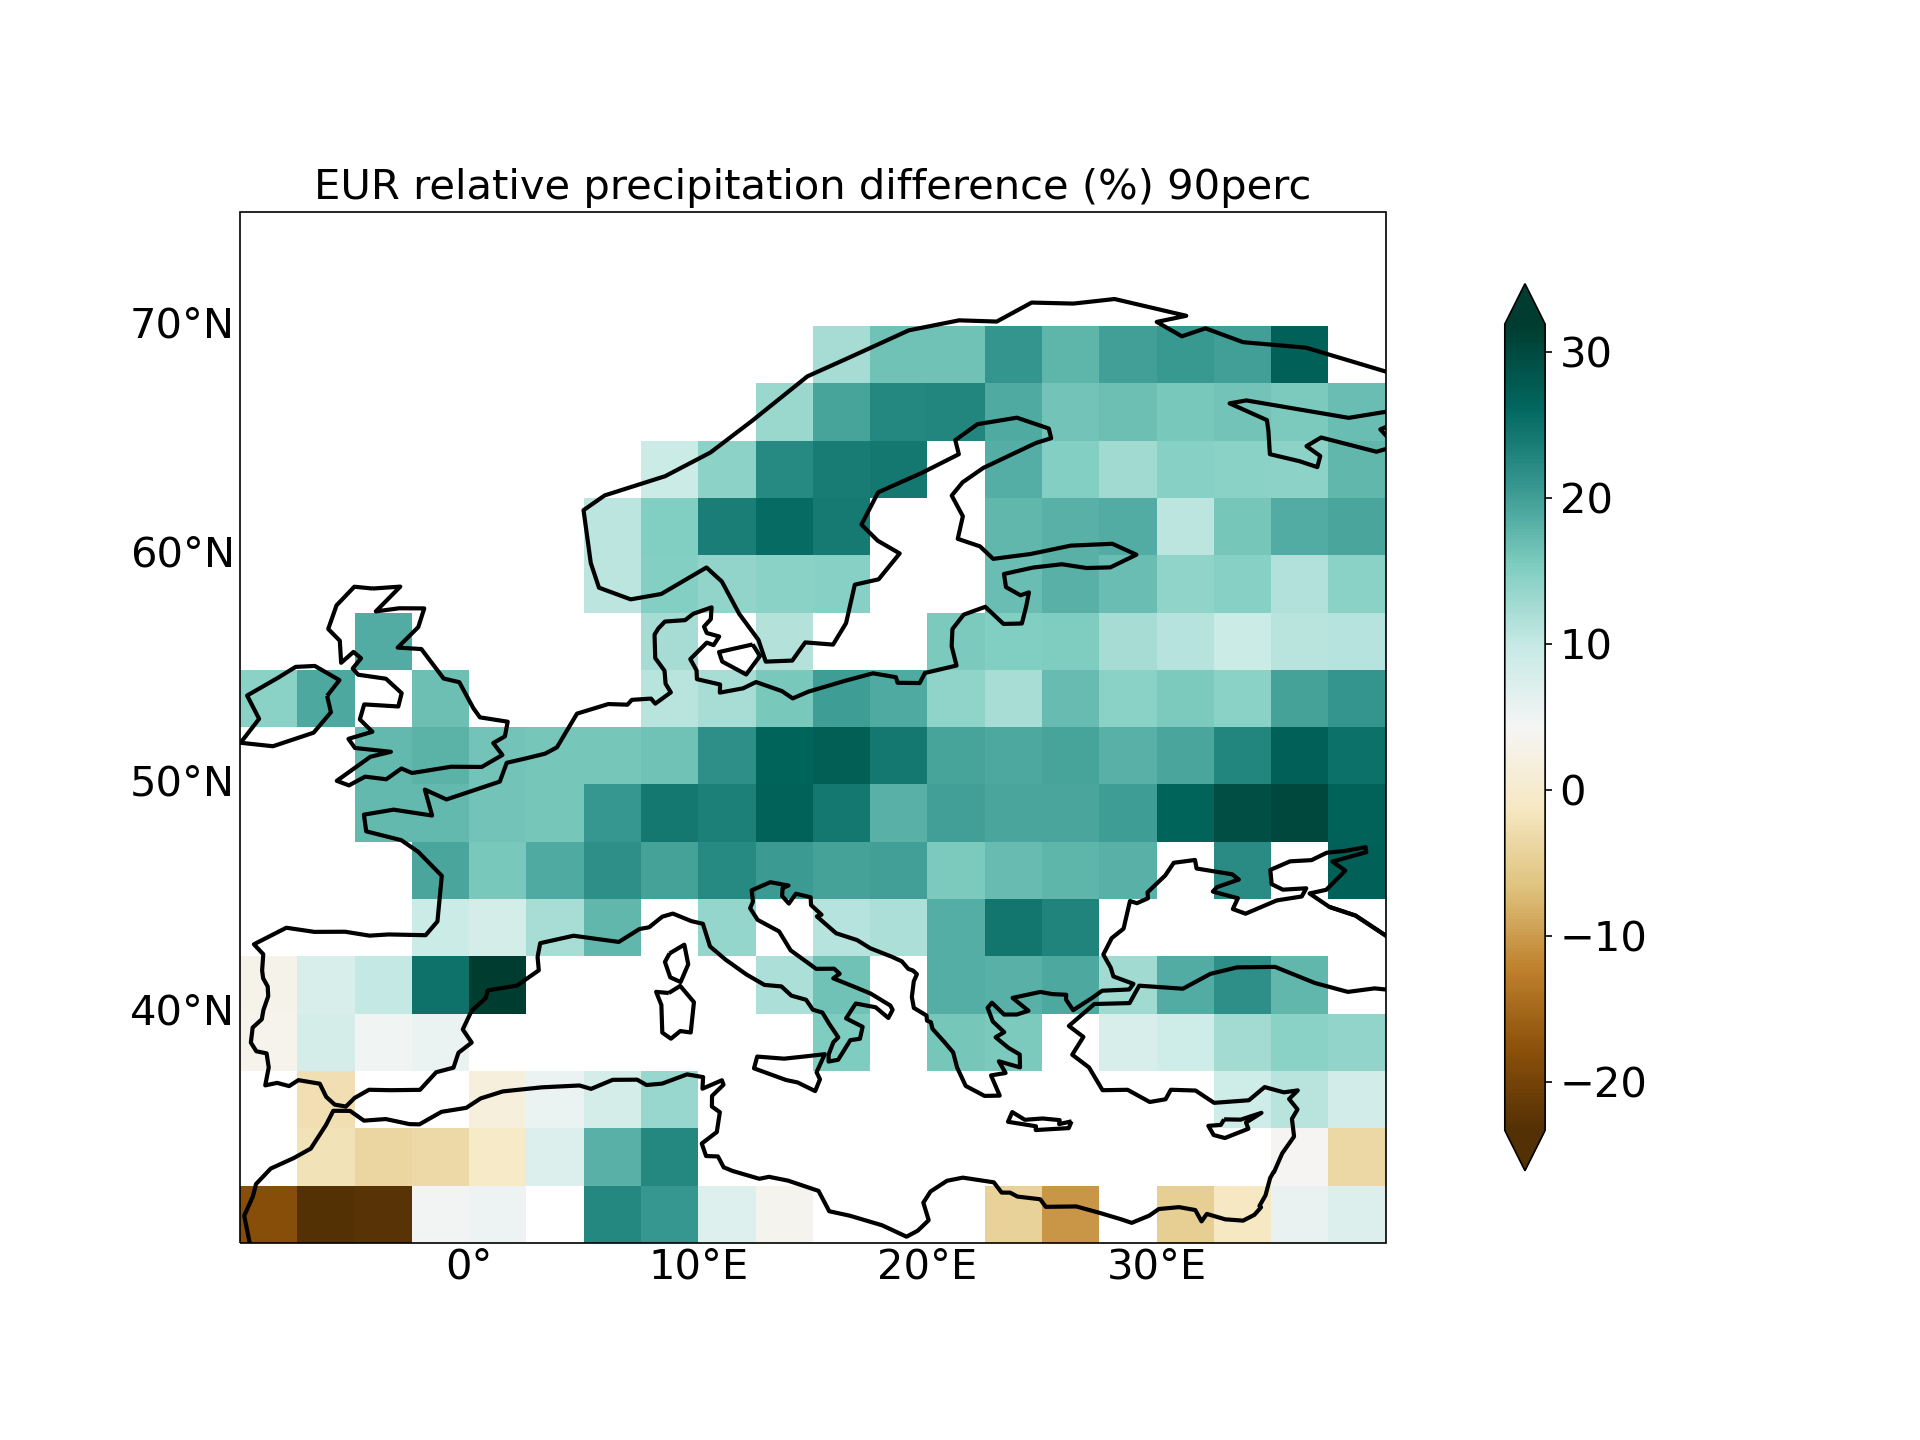 EUR relative precipitation difference (%) 90perc
70°N
60°N
50°N
40°N
0°
10°E
20°E
30°E
30
20
10
0
−10
−20